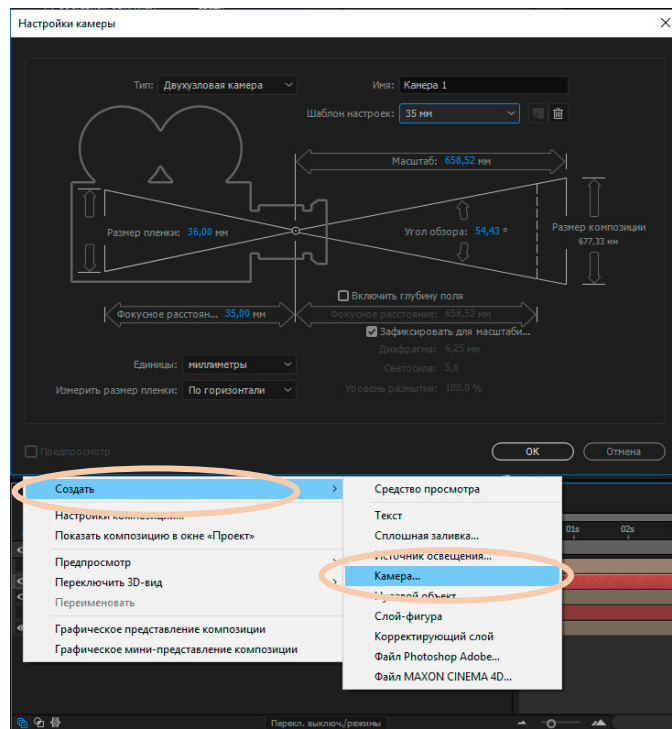 Настройки камеры
Тип: Двухузловая камера
Имя: Камера 1
Шаблон настроек: 35 мм
Масштаб: 658,52 мм
Размер пленки: 36,00 мм
Угол обзора: 54,43 °
Размер композиции
677,33 мм
Включить глубину поля
Фокусное расстоян... 35,00 мм
Фокусное расстояние: 658,52 мм
Зафиксировать для масштаби...
Диафрагма: 6,25 мм
Единицы: миллиметры
Светосила: 5,6
Измерить размер пленки: По горизонтали
Уровень размытия: 100,0 %
Предпросмотр
ОК
Отмена
Создать
Настройки композиции...
Показать композицию в окне «Проект»
Предпросмотр
Переключить 3D-вид
Переименовать
Графическое представление композиции
Графическое мини-представление композиции
Средство просмотра
Текст
Сплошная заливка...
Источник освещения...
Камера...
Нулевой объект
Слой-фигура
Корректирующий слой
Файл Photoshop Adobe...
Файл MAXON CINEMA 4D...
01s
02s
Перекл. выключ./режимы